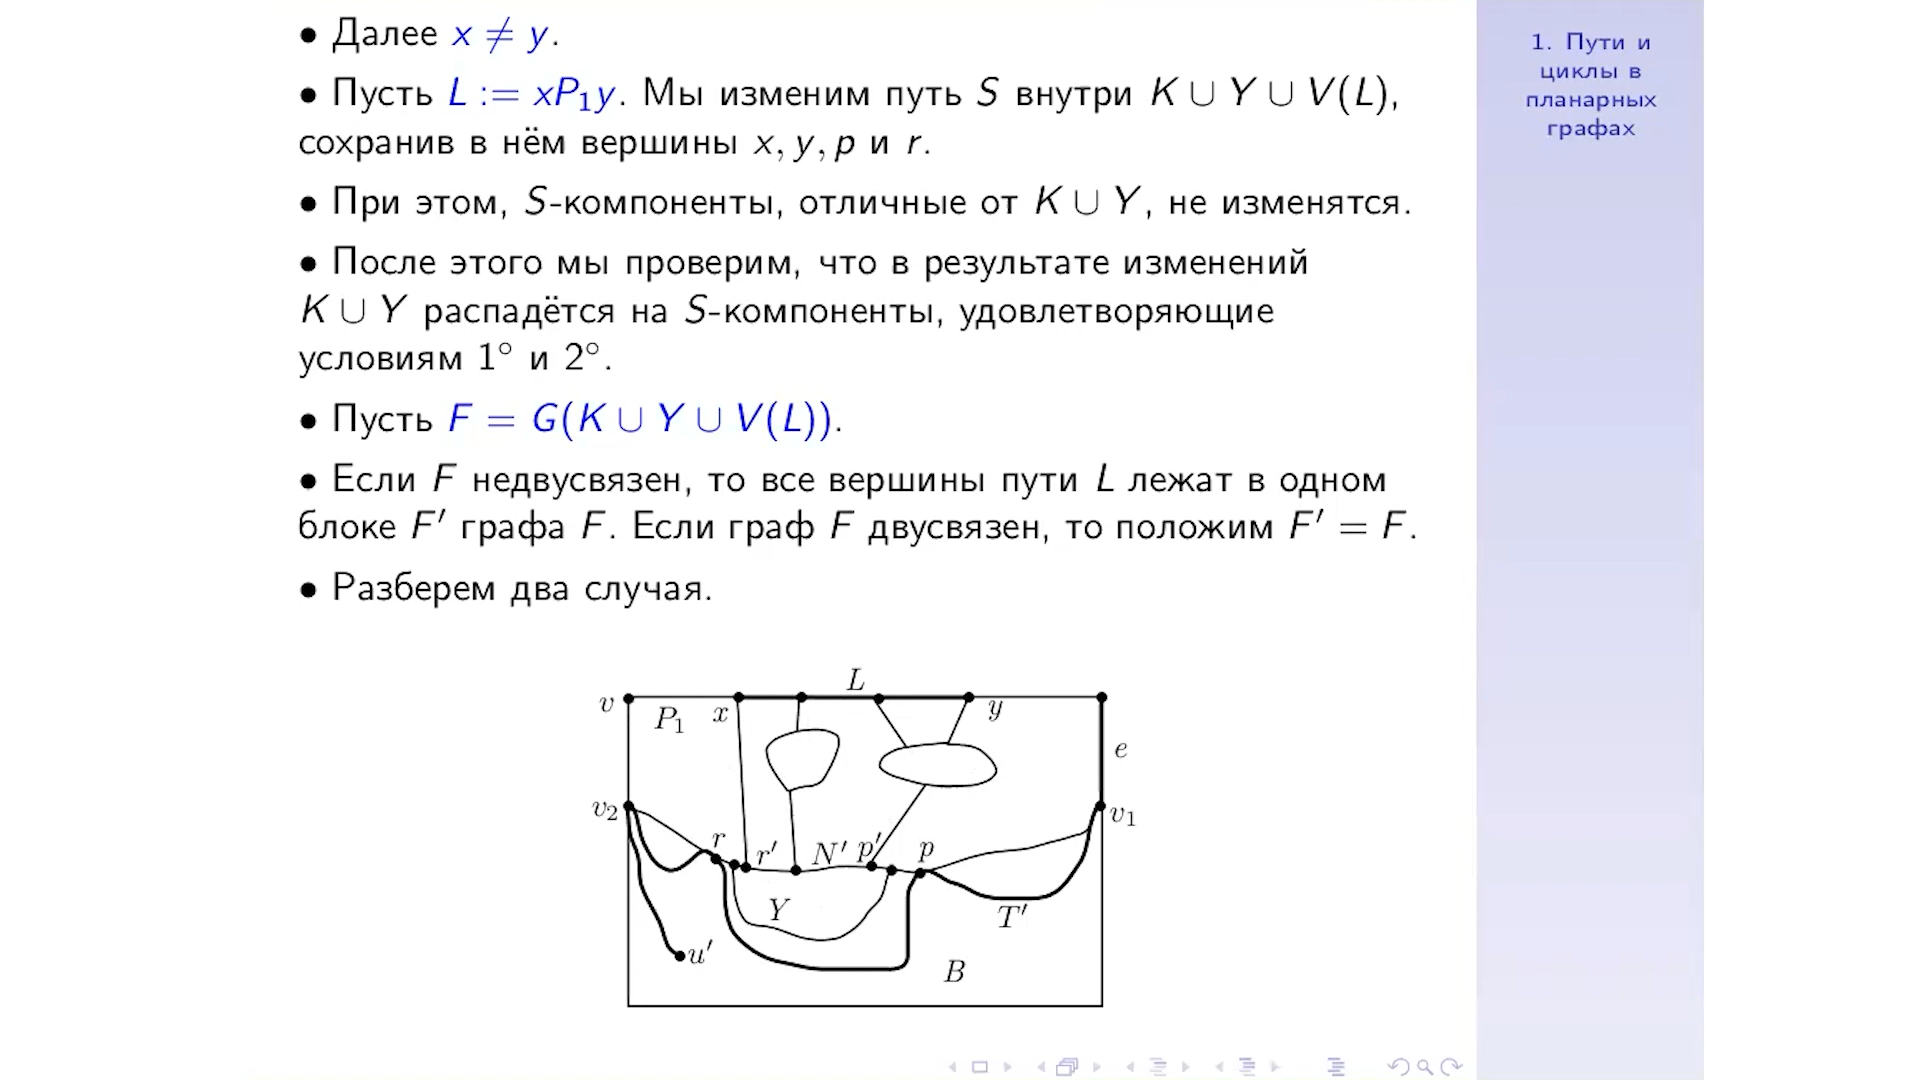 • Далее x ≠ y.
• Пусть L := xP₁y. Мы изменим путь S внутри K ∪ Y ∪ V(L),
сохранив в нём вершины x, y, p и r.
• При этом, S-компоненты, отличные от K ∪ Y, не изменятся.
• После этого мы проверим, что в результате изменений
K ∪ Y распадётся на S-компоненты, удовлетворяющие
условиям 1° и 2°.
• Пусть F = G(K ∪ Y ∪ V(L)).
• Если F недвусвязен, то все вершины пути L лежат в одном
блоке F′ графа F. Если граф F двусвязен, то положим F′ = F.
• Разберем два случая.
L
v P₁ x y
e
v₂ v₁
r r′ N′ p′ p
Y T′
u′ B
1. Пути и
циклы в
планарных
графах